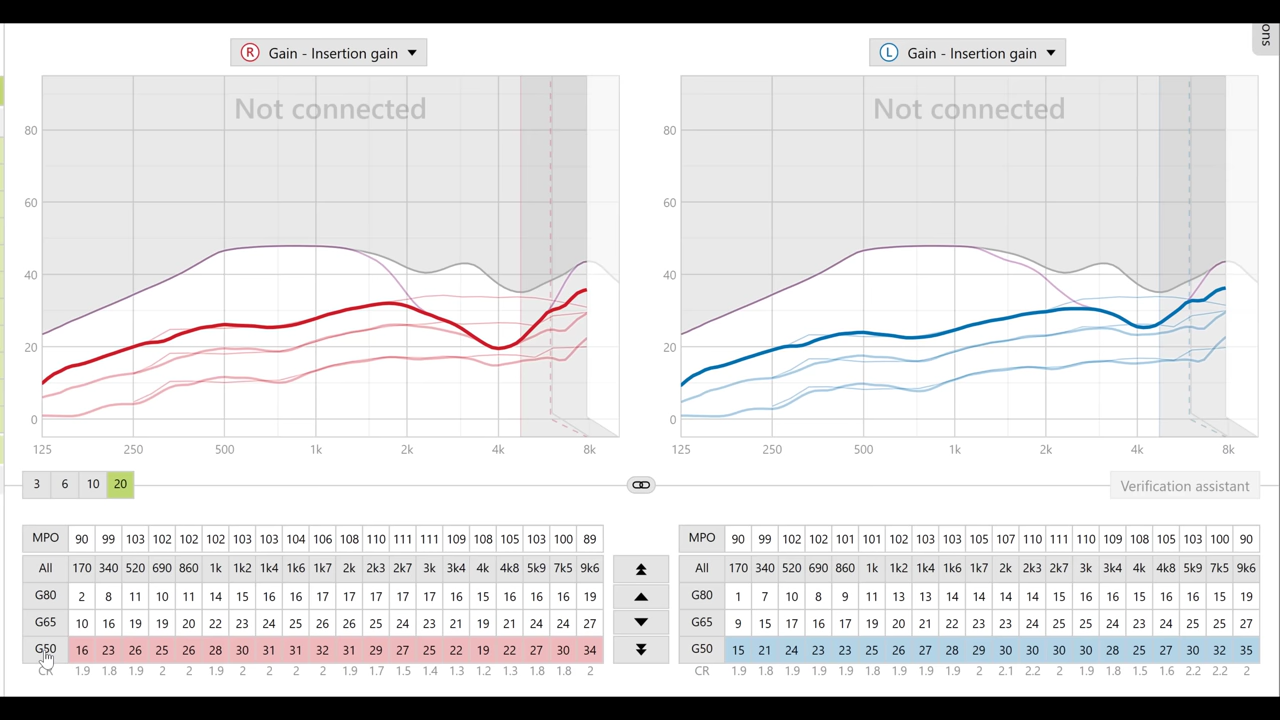 ons
R Gain - Insertion gain
L Gain - Insertion gain
Not connected
Not connected
80
60
40
20
0
125 250 500 1k 2k 4k 8k
80
60
40
20
0
125 250 500 1k 2k 4k 8k
3 6 10 20
Verification assistant
MPO 90 99 103 102 102 102 103 103 104 106 108 110 111 111 109 108 105 103 100 89
All 170 340 520 690 860 1k 1k2 1k4 1k6 1k7 2k 2k3 2k7 3k 3k4 4k 4k8 5k9 7k5 9k6
G80 2 8 11 10 11 14 15 16 16 17 17 17 17 17 16 15 16 16 16 19
G65 10 16 19 19 20 22 23 24 25 26 26 25 24 23 21 19 21 24 24 27
G50 16 23 26 25 26 28 30 31 31 32 31 29 27 25 22 19 22 27 30 34
CR 1.9 1.8 1.9 2 2 1.9 2 2 2 2 1.9 1.7 1.5 1.4 1.2 1.3 1.3 1.8 1.8 2
MPO 90 99 102 102 101 101 102 103 103 105 107 110 111 110 109 108 104 103 100 90
All 170 340 520 690 860 1k 1k2 1k4 1k6 1k7 2k 2k3 2k7 3k 3k4 4k 4k8 5k9 7k5 9k6
G80 1 7 10 8 9 11 13 13 14 14 14 15 16 16 16 15 16 16 15 19
G65 9 15 17 16 17 19 20 21 22 23 23 24 25 25 24 23 24 25 25 27
G50 15 21 24 23 23 25 26 27 28 29 30 30 30 30 28 25 27 30 32 35
CR 1.9 1.8 1.9 1.9 1.9 1.8 1.9 1.9 1.9 2 2.1 2.2 2 1.9 1.8 1.5 1.6 2.2 2.2 2